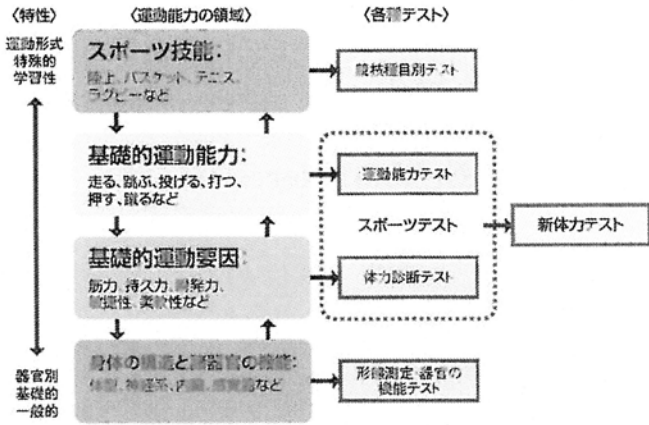 〈特性〉
〈運動能力の領域〉
〈各種テスト〉
運動形式
特殊的
学習性
スポーツ技能:
陸上、バスケット、テニス、
ラグビーなど
競技種目別テスト
基礎的運動能力:
走る、跳ぶ、投げる、打つ、
押す、蹴るなど
運動能力テスト
スポーツテスト
新体力テスト
基礎的運動要因:
筋力、持久力、瞬発力、
敏捷性、柔軟性など
体力診断テスト
身体の構造と諸器官の機能:
体型、神経系、内臓、感覚器など
形態測定・器官の
機能テスト
器官別
基礎的
一般的